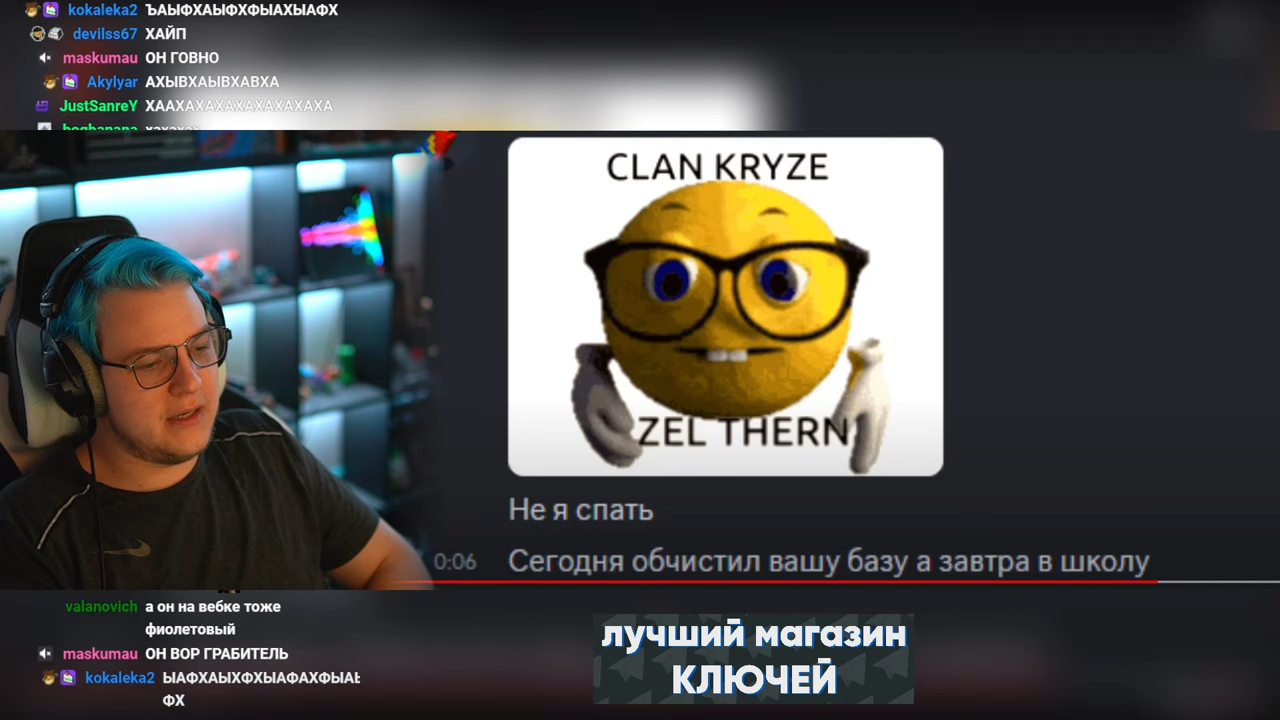 kokaleka2 ЪАЫФХАЫФХФЫАХЫАФХ
devilss67 ХАЙП
maskumau ОН ГОВНО
Akylyar АХЫВХАЫВХАВХА
JustSanreY ХААХАХАХАХАХАХАХАХА
CLAN KRYZE
ZEL THERN
Не я спать
0:06 Сегодня обчистил вашу базу а завтра в школу
valanovich а он на вебке тоже
фиолетовый
maskumau ОН ВОР ГРАБИТЕЛЬ
kokaleka2 ЫАФХАЫХФХЫАФАХФЫАЬ
ФХ
лучший магазин
КЛЮЧЕЙ